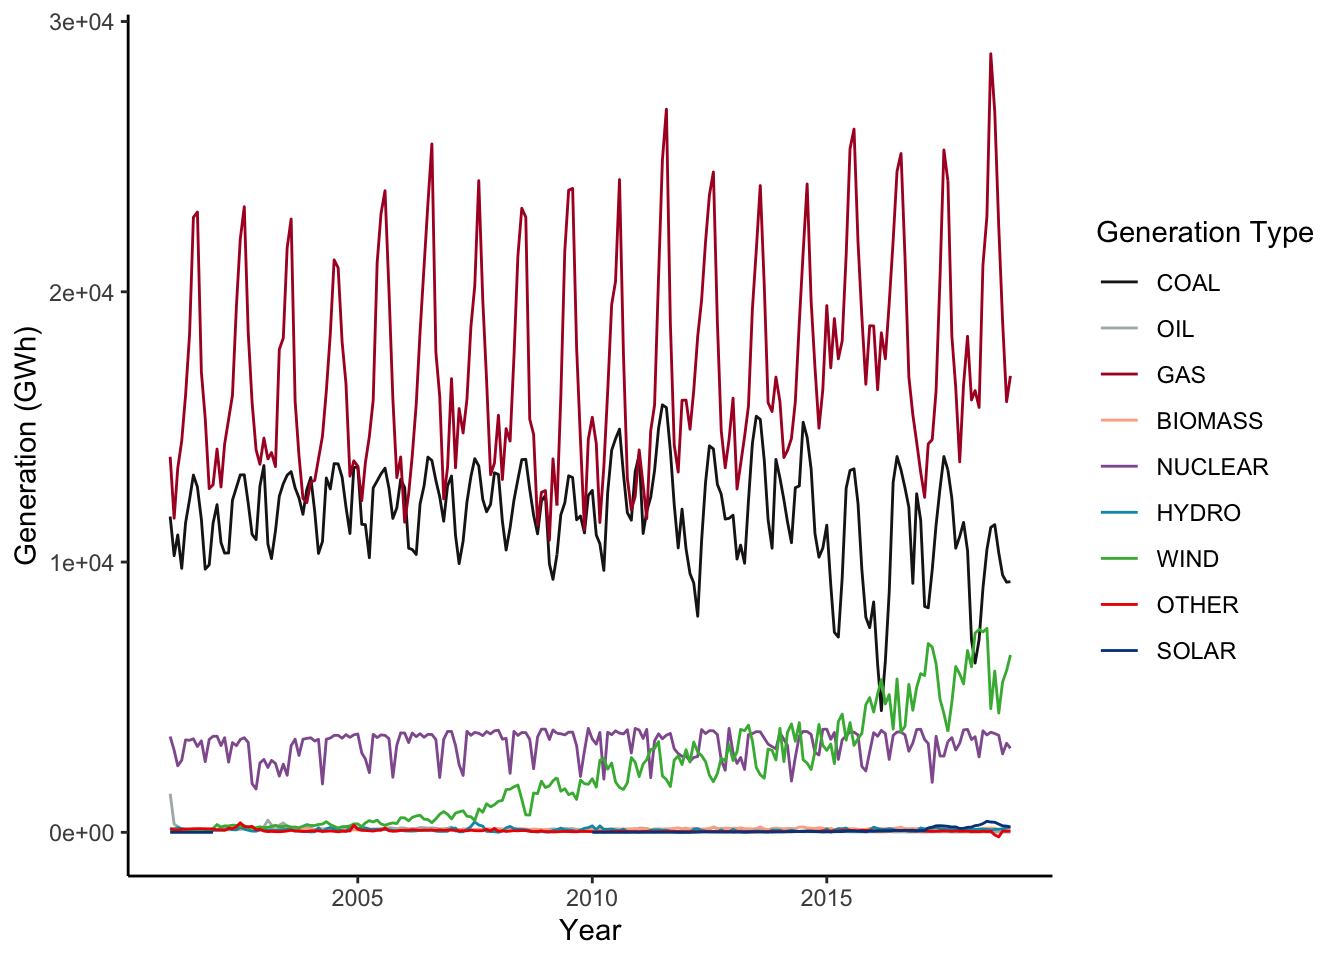 3e+04
2e+04
1e+04
0e+00
Generation (GWh)
2005
2010
2015
Year
Generation Type
COAL
OIL
GAS
BIOMASS
NUCLEAR
HYDRO
WIND
OTHER
SOLAR